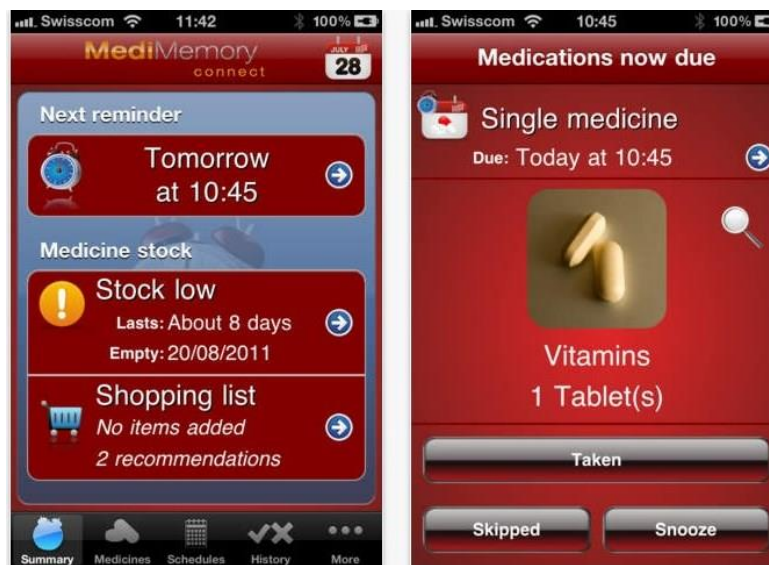 Swisscom 11:42 100%
MediMemory
connect
JULY
28
Next reminder
Tomorrow
at 10:45
Medicine stock
Stock low
Lasts: About 8 days
Empty: 20/08/2011
Shopping list
No items added
2 recommendations
Summary Medicines Schedules History More
Swisscom 10:45 100%
Medications now due
Single medicine
Due: Today at 10:45
Vitamins
1 Tablet(s)
Taken
Skipped Snooze